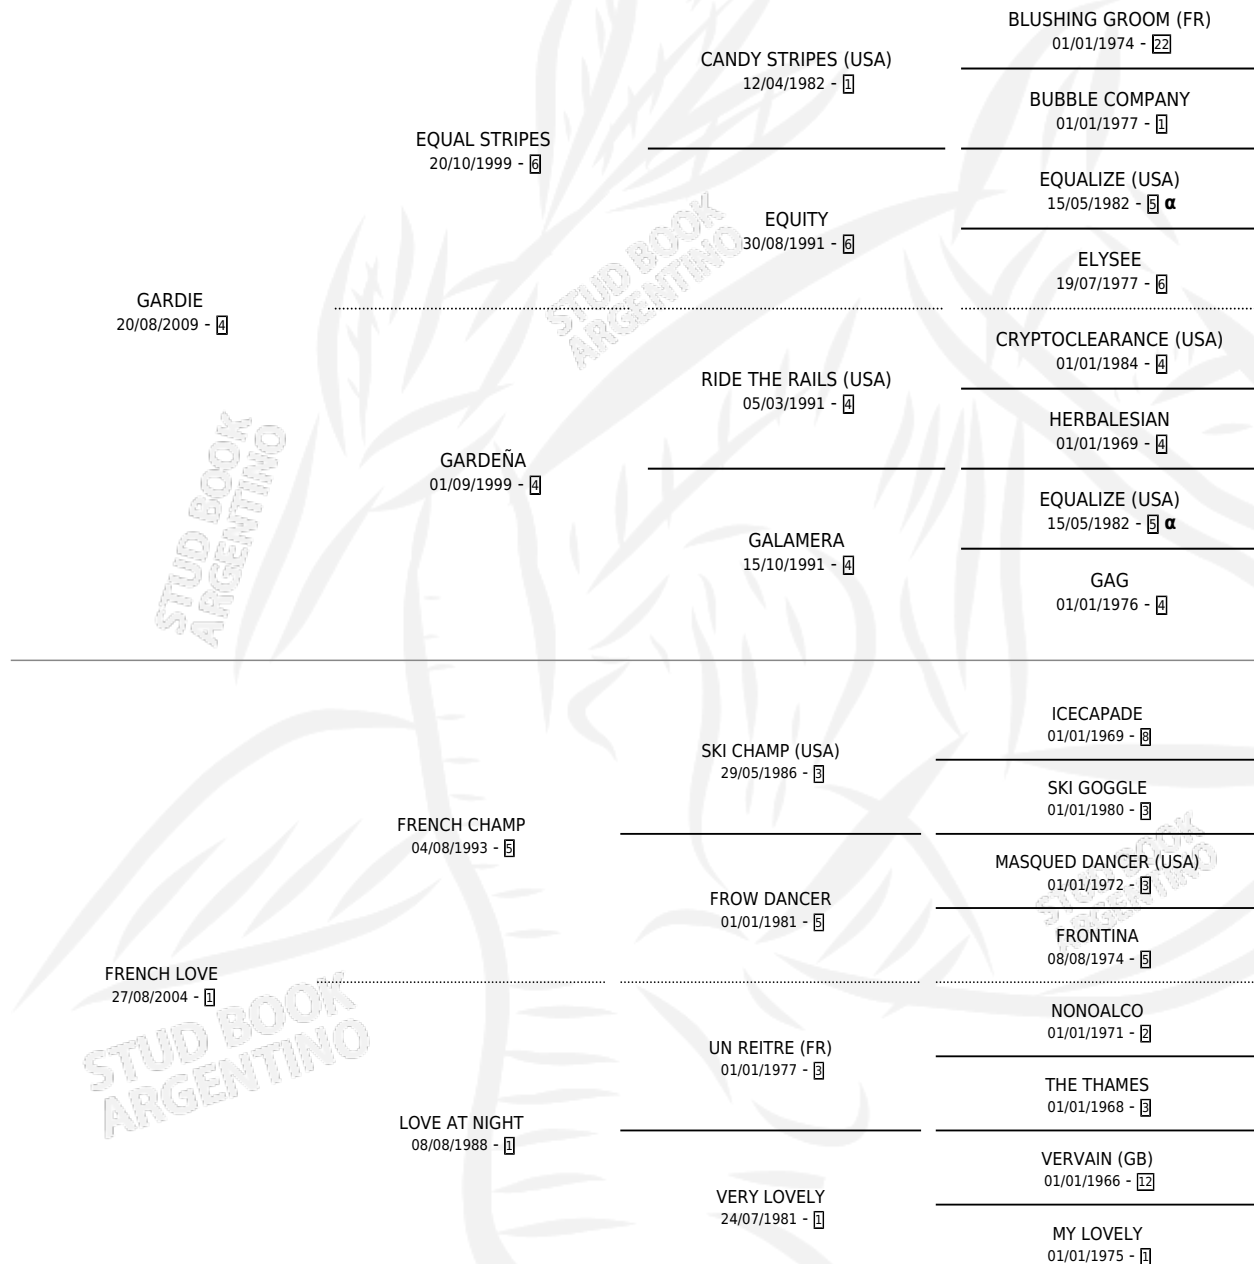 BLUSHING GROOM (FR)
01/01/1974 - 22
CANDY STRIPES (USA)
12/04/1982 - 1
BUBBLE COMPANY
01/01/1977 - 1
EQUAL STRIPES
20/10/1999 - 6
EQUALIZE (USA)
15/05/1982 - 5 α
EQUITY
30/08/1991 - 6
ELYSEE
19/07/1977 - 6
GARDIE
20/08/2009 - 4
CRYPTOCLEARANCE (USA)
01/01/1984 - 4
RIDE THE RAILS (USA)
05/03/1991 - 4
HERBALESIAN
01/01/1969 - 4
GARDEÑA
01/09/1999 - 4
EQUALIZE (USA)
15/05/1982 - 5 α
GALAMERA
15/10/1991 - 4
GAG
01/01/1976 - 4
ICECAPADE
01/01/1969 - 8
SKI CHAMP (USA)
29/05/1986 - 3
SKI GOGGLE
01/01/1980 - 3
FRENCH CHAMP
04/08/1993 - 5
MASQUED DANCER (USA)
01/01/1972 - 3
FROW DANCER
01/01/1981 - 5
FRONTINA
08/08/1974 - 5
FRENCH LOVE
27/08/2004 - 1
NONOALCO
01/01/1971 - 2
UN REITRE (FR)
01/01/1977 - 3
THE THAMES
01/01/1968 - 3
LOVE AT NIGHT
08/08/1988 - 1
VERVAIN (GB)
01/01/1966 - 12
VERY LOVELY
24/07/1981 - 1
MY LOVELY
01/01/1975 - 1
STUD BOOK
ARGENTINO
STUD BOOK
ARGENTINO
STUD BOOK
ARGENTINO
STUD BOOK
ARGENTINO